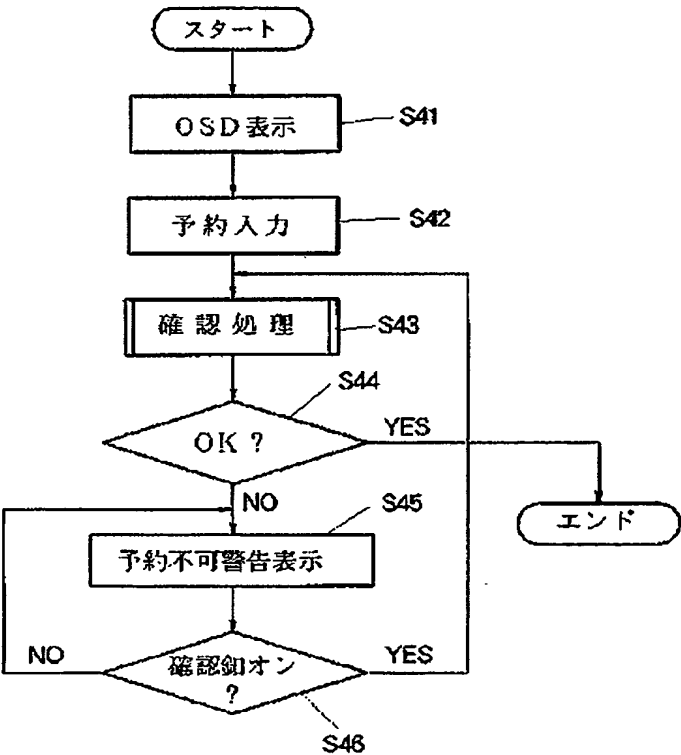 スタート
OSD表示
S41
予約入力
S42
確認処理
S43
S44
OK?
YES
NO
S45
エンド
予約不可警告表示
NO
確認釦オン
?
YES
S46